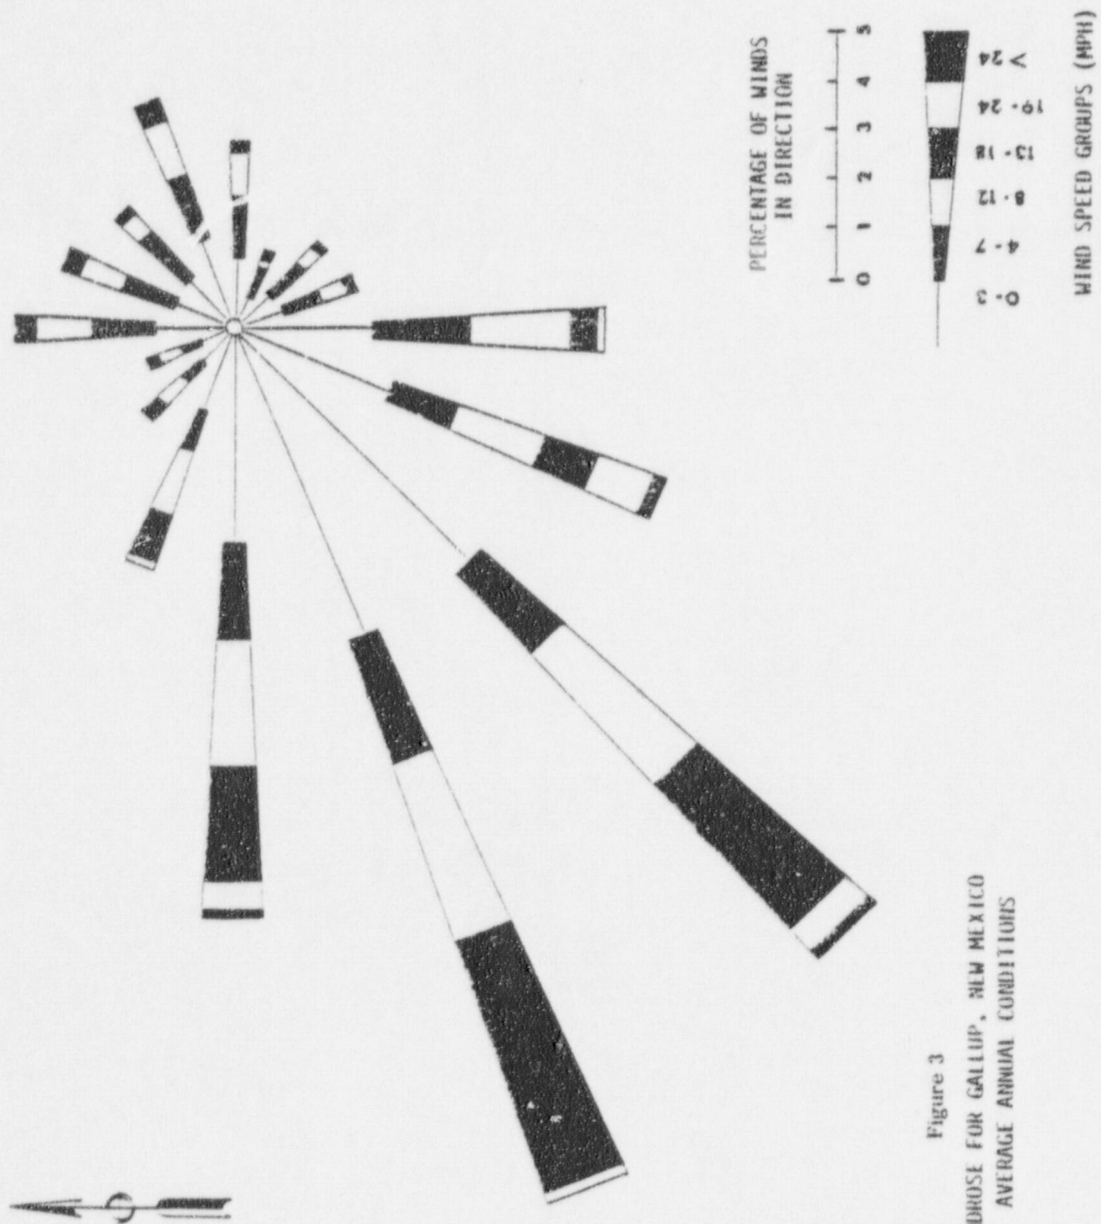 PERCENTAGE OF WINDS
IN DIRECTION
0 1 2 3 4 5
0-3 4-7 8-12 13-18 19-24 > 24
WIND SPEED GROUPS (MPH)
Figure 3
DROSE FOR GALLUP, NEW MEXICO
AVERAGE ANNUAL CONDITIONS